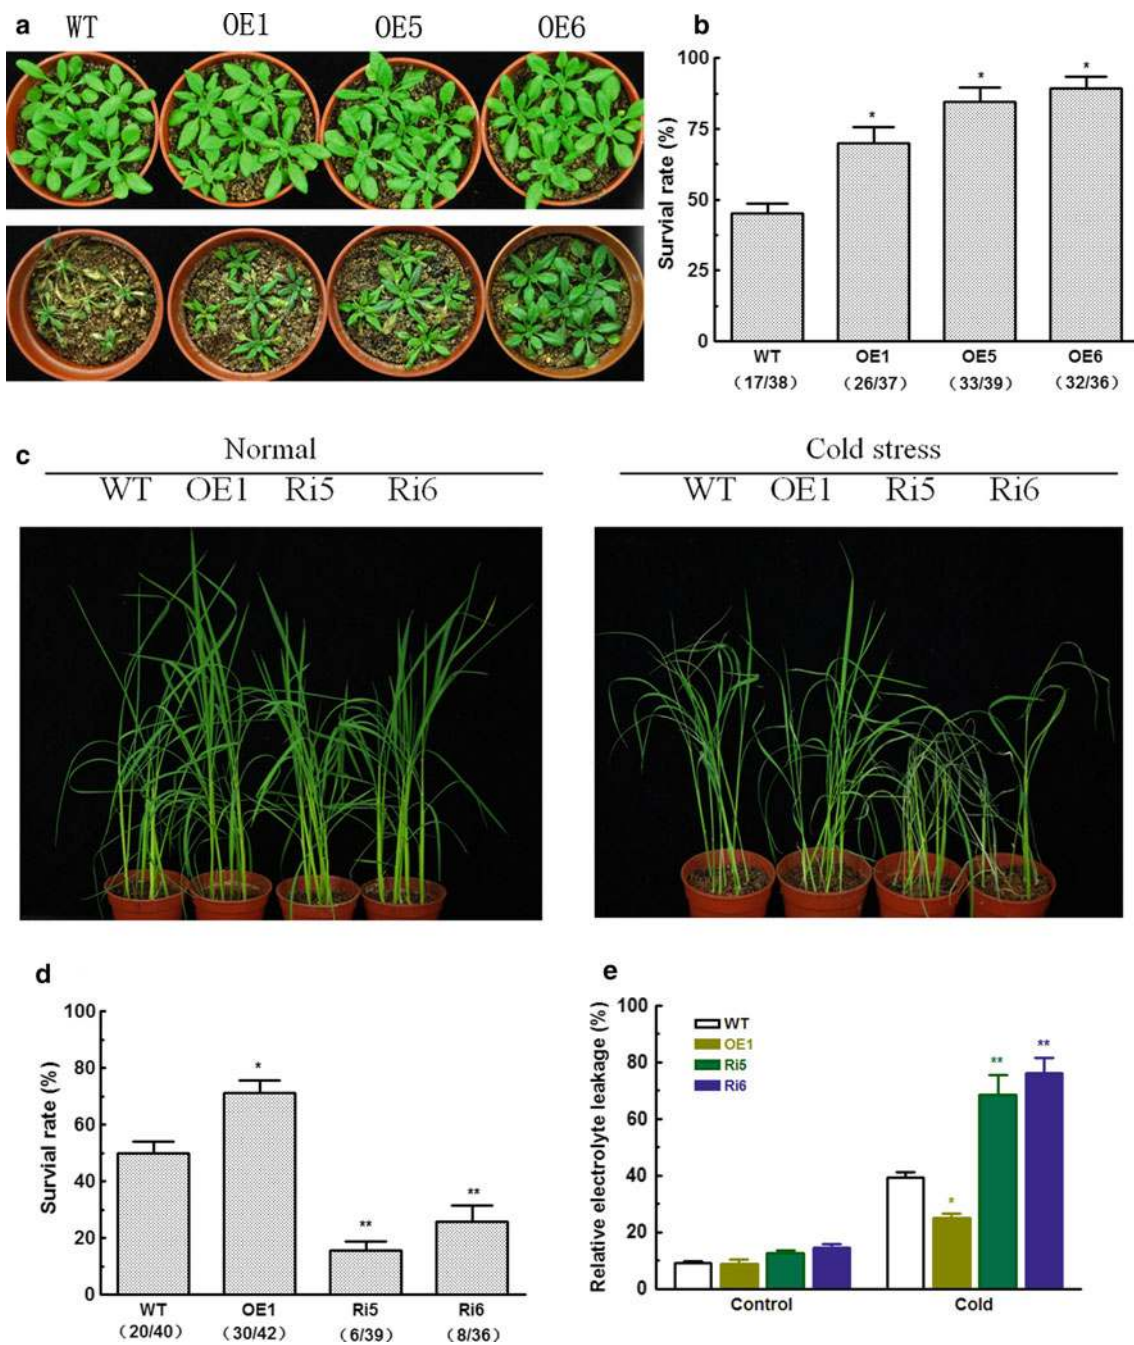 a
WT OE1 OE5 OE6
b
Survial rate (%)
100
75
50
25
0
WT OE1 OE5 OE6
(17/38) (26/37) (33/39) (32/36)
* * *
c
Normal
WT OE1 Ri5 Ri6
Cold stress
WT OE1 Ri5 Ri6
d
Survial rate (%)
100
80
60
40
20
0
* ** **
WT OE1 Ri5 Ri6
(20/40) (30/42) (6/39) (8/36)
e
Relative electrolyte leakage (%)
100
80
60
40
20
0
WT
OE1
Ri5
Ri6
* ** **
Control Cold